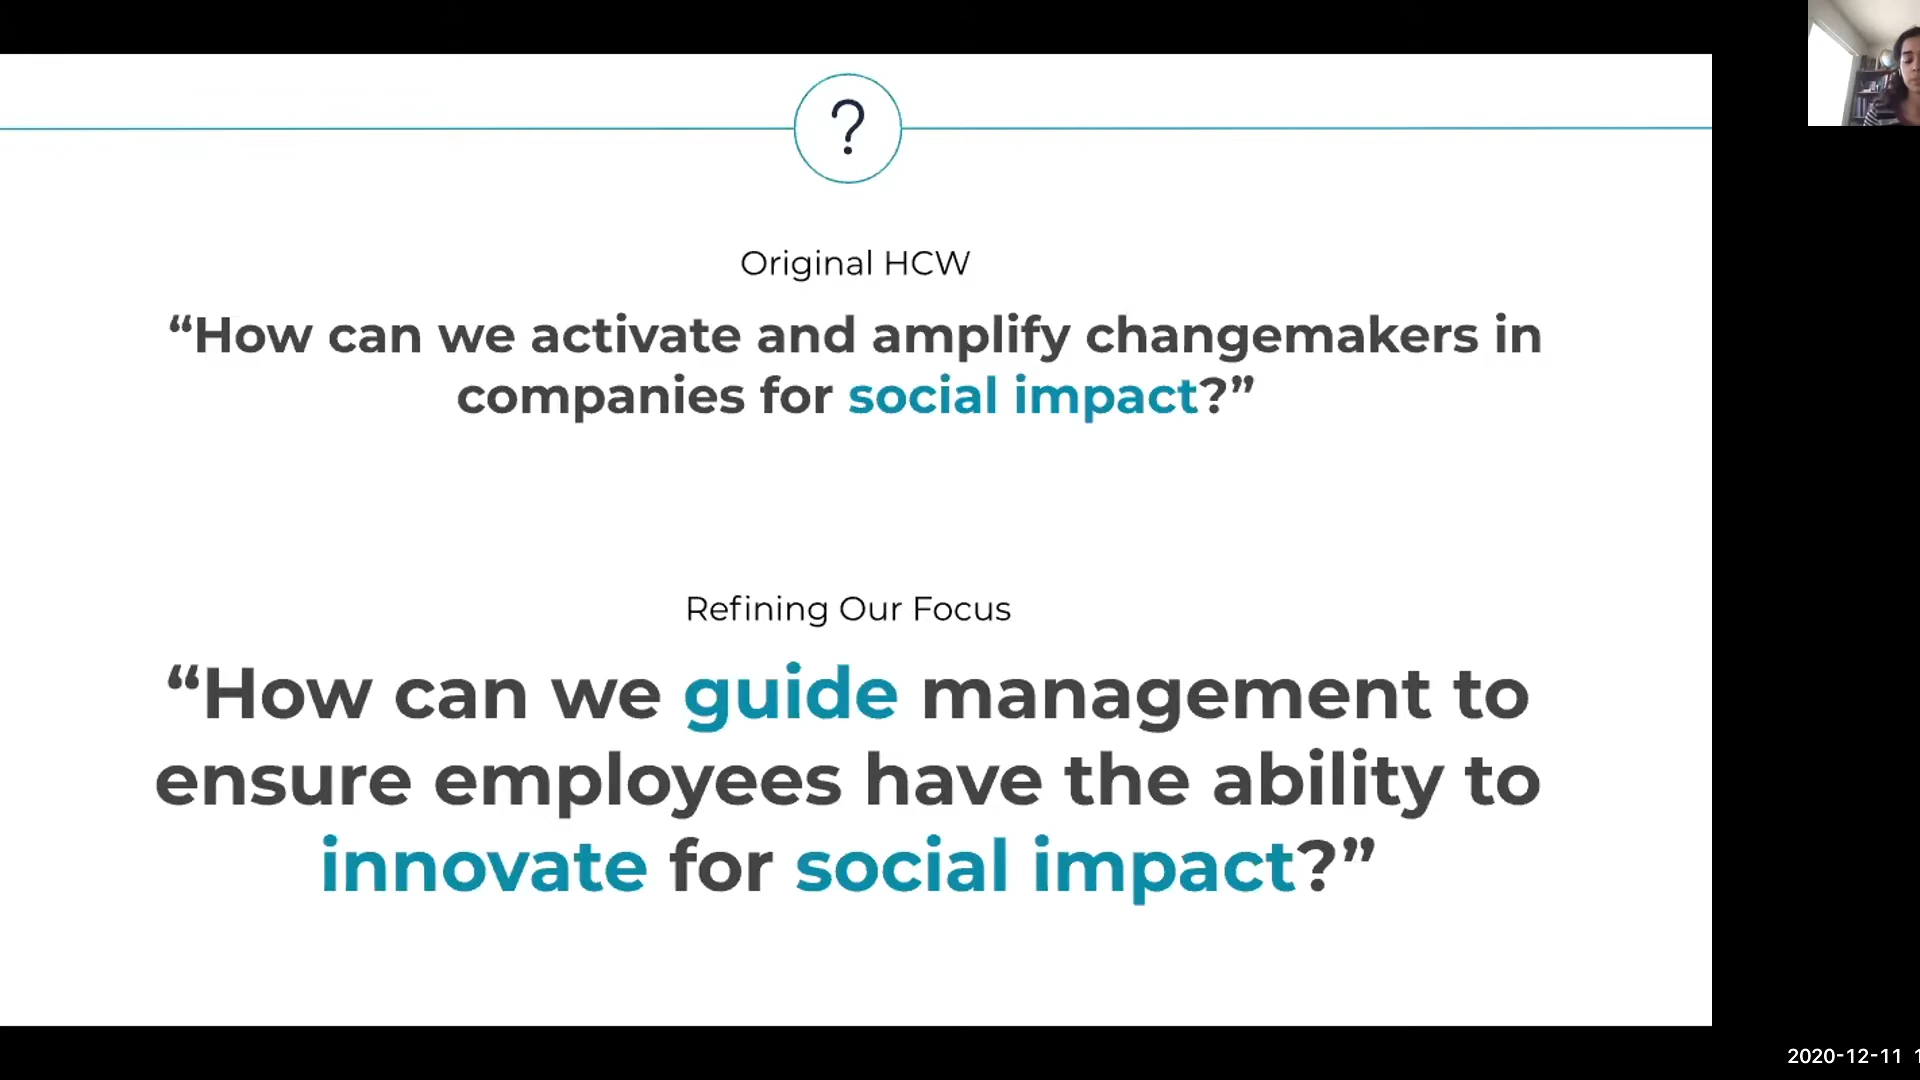 ?
Original HCW
“How can we activate and amplify changemakers in
companies for social impact?”
Refining Our Focus
“How can we guide management to
ensure employees have the ability to
innovate for social impact?”
2020-12-11 1